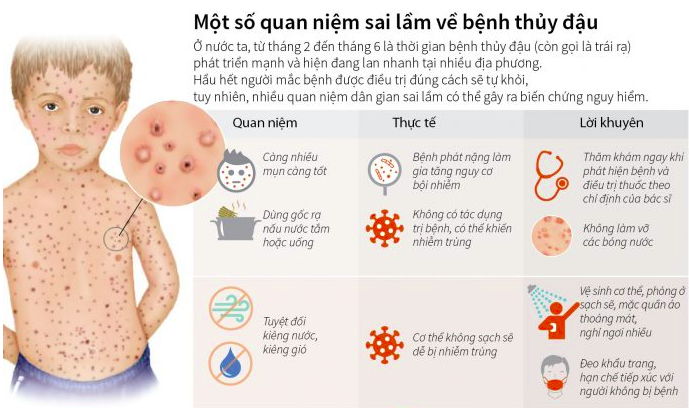 Một số quan niệm sai lầm về bệnh thủy đậu
Ở nước ta, từ tháng 2 đến tháng 6 là thời gian bệnh thủy đậu (còn gọi là trái rạ)
phát triển mạnh và hiện đang lan nhanh tại nhiều địa phương.
Hầu hết người mắc bệnh được điều trị đúng cách sẽ tự khỏi,
tuy nhiên, nhiều quan niệm dân gian sai lầm có thể gây ra biến chứng nguy hiểm.
Quan niệm
Thực tế
Lời khuyên
Càng nhiều
mụn càng tốt
Bệnh phát nặng làm
gia tăng nguy cơ
bội nhiễm
Thăm khám ngay khi
phát hiện bệnh và
điều trị thuốc theo
chỉ định của bác sĩ
Dùng gốc rạ
nấu nước tắm
hoặc uống
Không có tác dụng
trị bệnh, có thể khiến
nhiễm trùng
Không làm vỡ
các bóng nước
Tuyệt đối
kiêng nước,
kiêng gió
Cơ thể không sạch sẽ
dễ bị nhiễm trùng
Vệ sinh cơ thể, phòng ở
sạch sẽ, mặc quần áo
thoáng mát,
nghỉ ngơi nhiều
Đeo khẩu trang,
hạn chế tiếp xúc với
người không bị bệnh